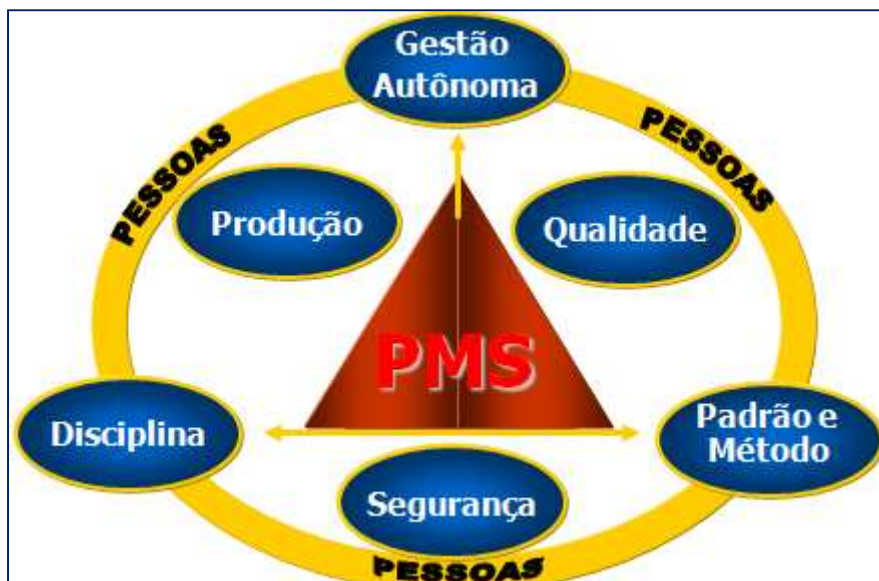 Gestão
Autônoma
PESSOAS
PESSOAS
Produção
Qualidade
PMS
Disciplina
Padrão e
Método
Segurança
PESSOAS